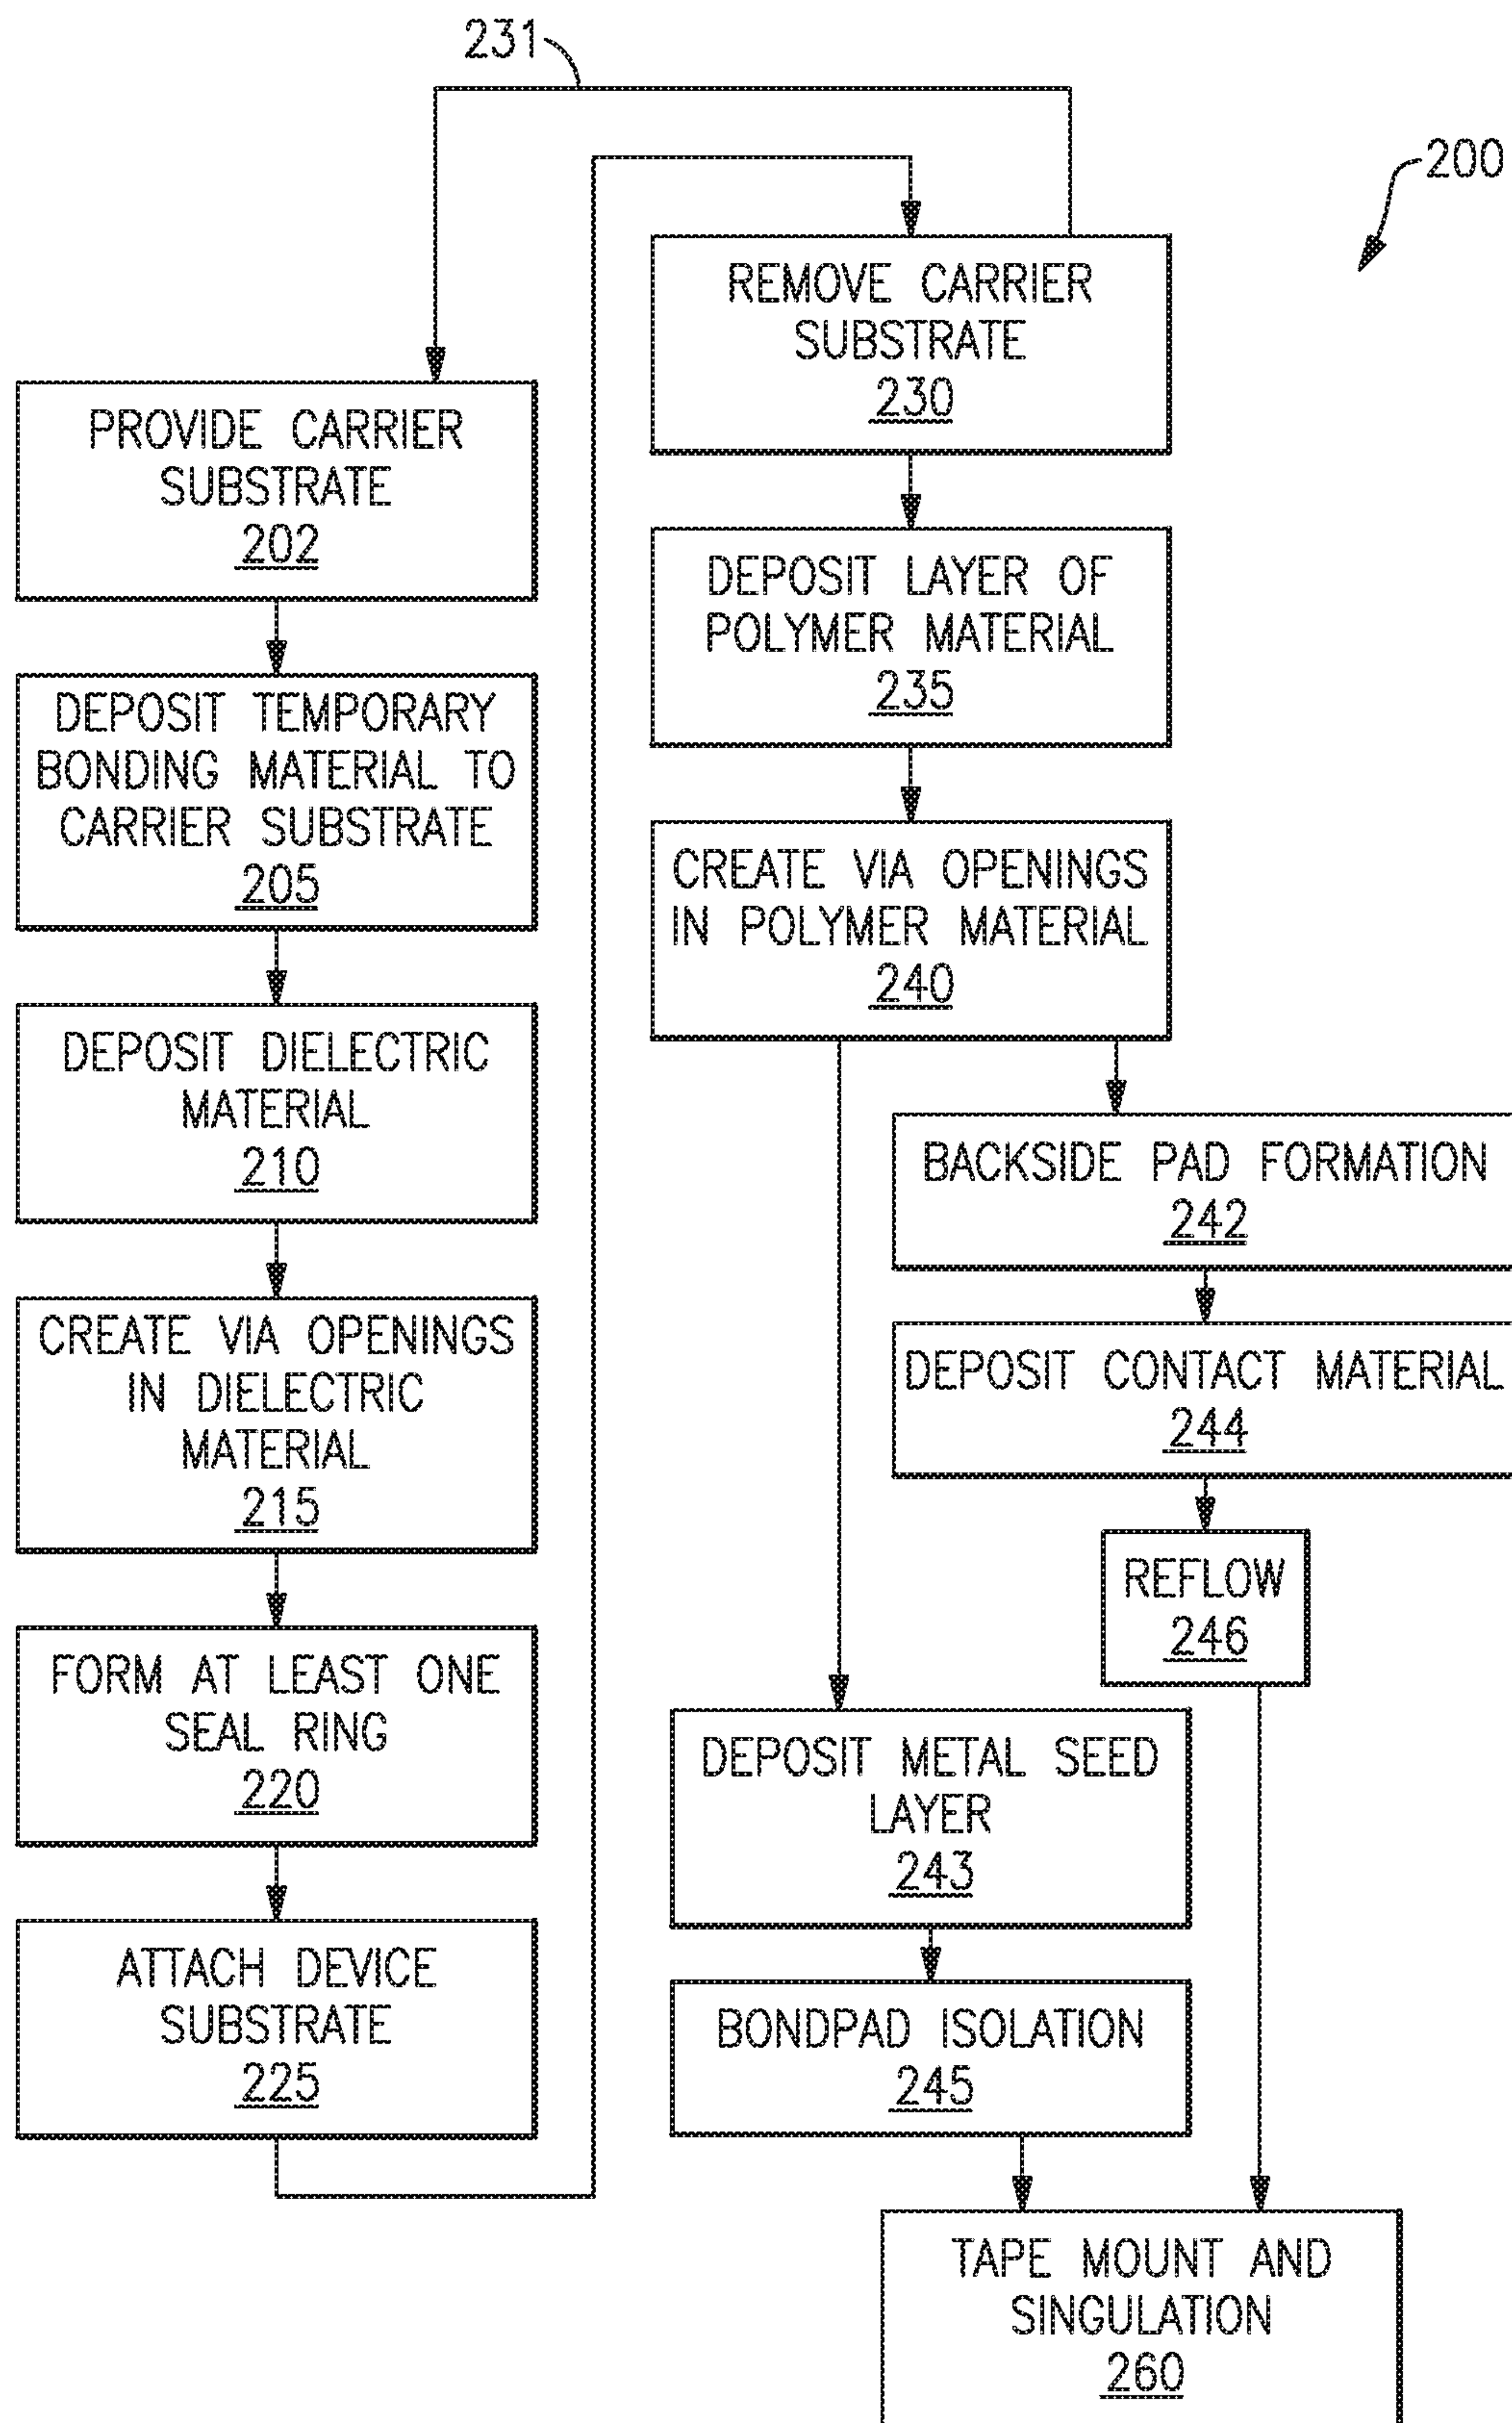 231
200
PROVIDE CARRIER
SUBSTRATE
202
DEPOSIT TEMPORARY
BONDING MATERIAL TO
CARRIER SUBSTRATE
205
DEPOSIT DIELECTRIC
MATERIAL
210
CREATE VIA OPENINGS
IN DIELECTRIC
MATERIAL
215
FORM AT LEAST ONE
SEAL RING
220
ATTACH DEVICE
SUBSTRATE
225
REMOVE CARRIER
SUBSTRATE
230
DEPOSIT LAYER OF
POLYMER MATERIAL
235
CREATE VIA OPENINGS
IN POLYMER MATERIAL
240
BACKSIDE PAD FORMATION
242
DEPOSIT CONTACT MATERIAL
244
REFLOW
246
DEPOSIT METAL SEED
LAYER
243
BONDPAD ISOLATION
245
TAPE MOUNT AND
SINGULATION
260